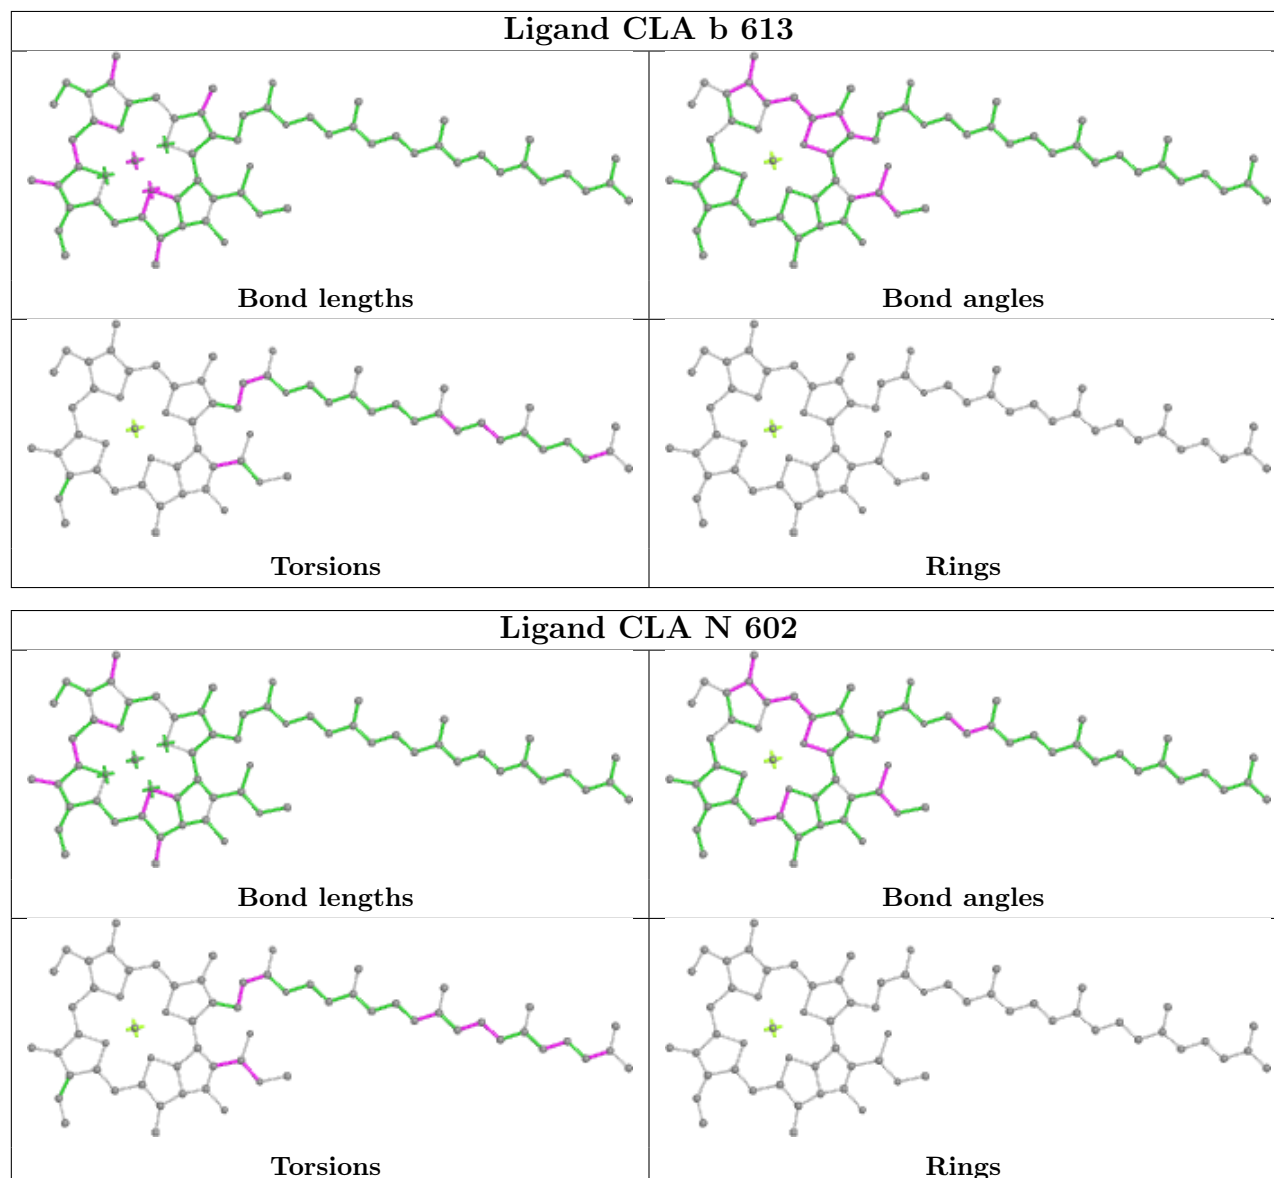 Ligand CLA b 613
Bond lengths
Bond angles
Torsions
Rings
Ligand CLA N 602
Bond lengths
Bond angles
Torsions
Rings